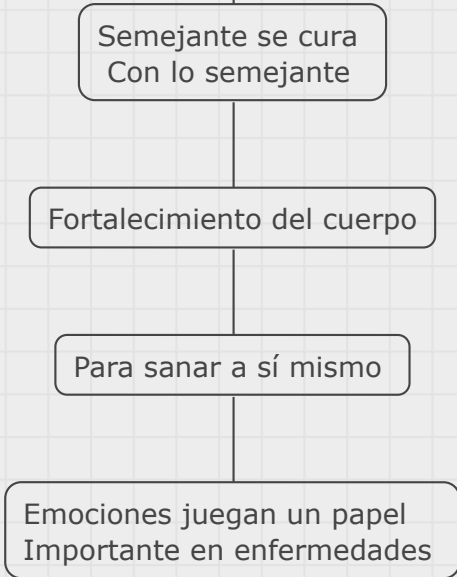 Semejante se cura
Con lo semejante
Fortalecimiento del cuerpo
Para sanar a sí mismo
Emociones juegan un papel
Importante en enfermedades